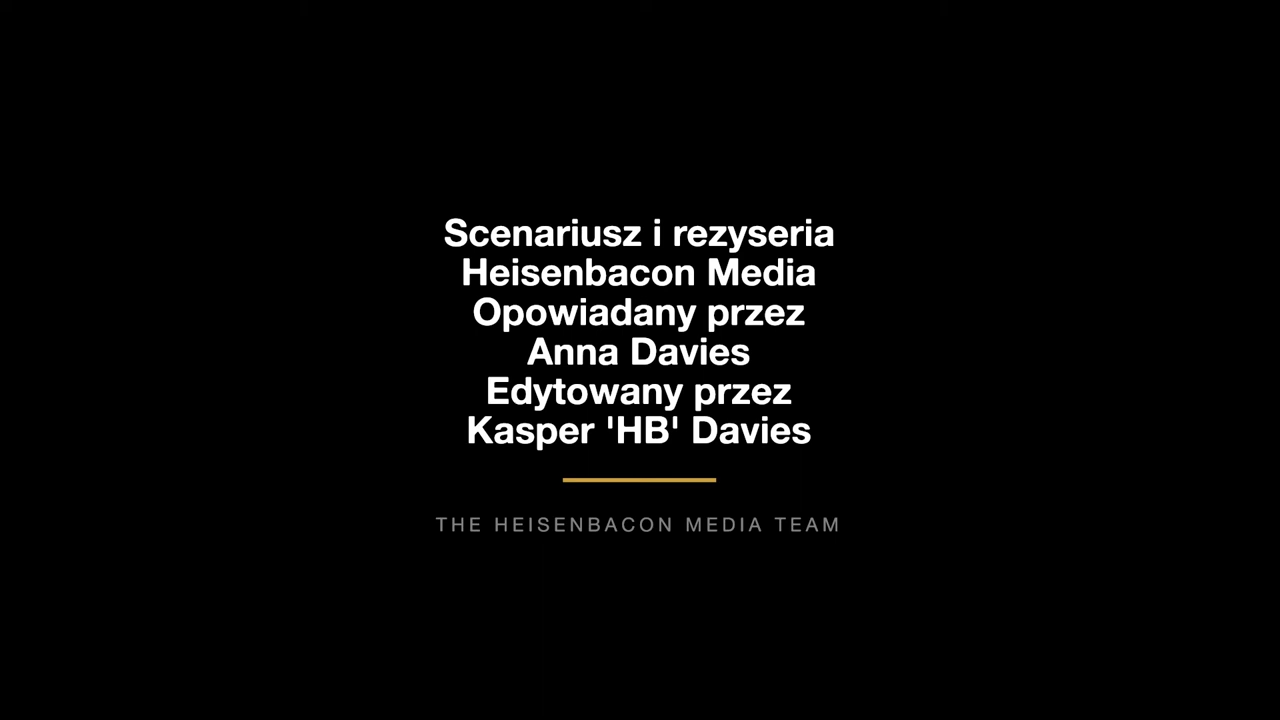 Scenariusz i rezyseria
Heisenbacon Media
Opowiadany przez
Anna Davies
Edytowany przez
Kasper 'HB' Davies
THE HEISENBACON MEDIA TEAM